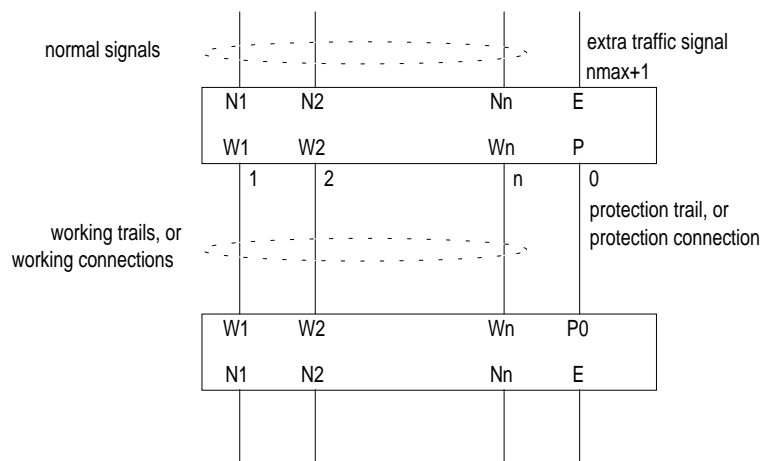 normal signals
extra traffic signal
nmax+1
N1 N2 Nn E
W1 W2 Wn P
1 2 n 0
working trails, or
working connections
protection trail, or
protection connection
W1 W2 Wn P0
N1 N2 Nn E